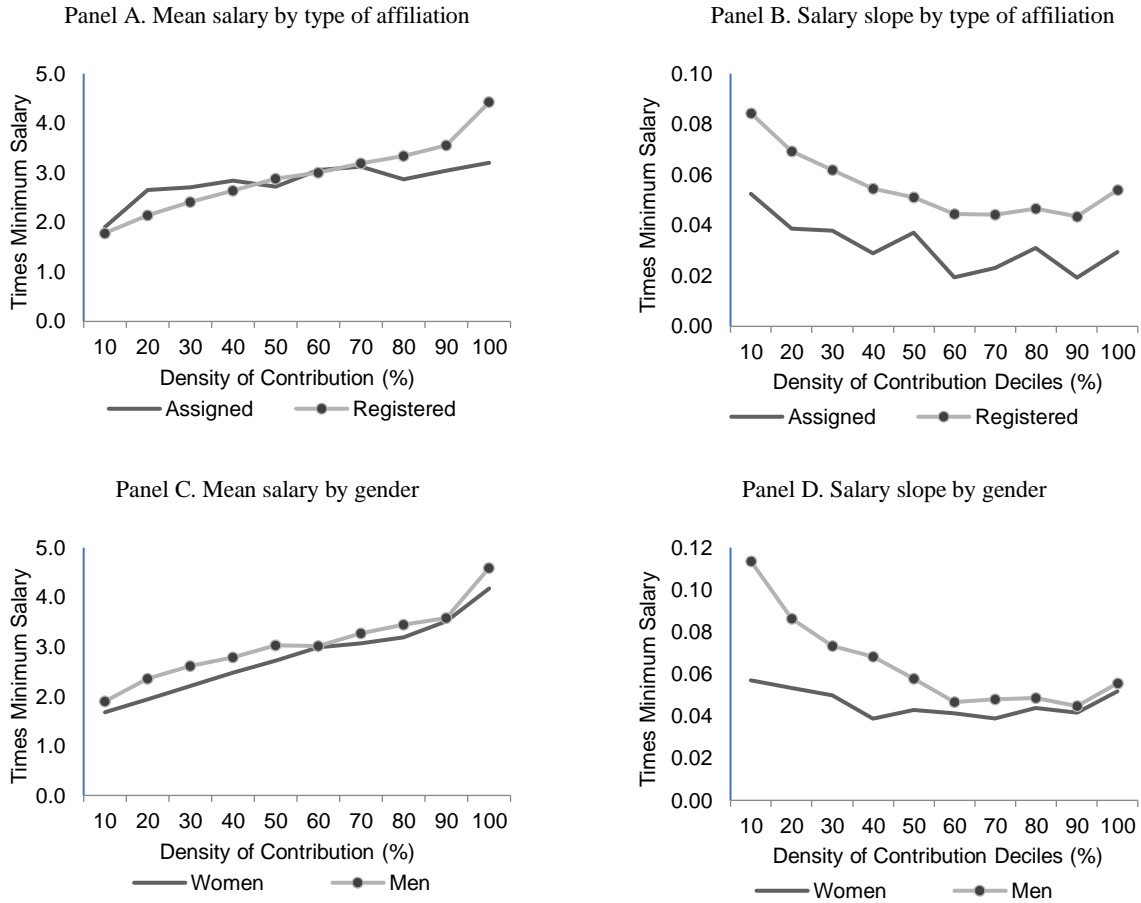 Panel A. Mean salary by type of affiliation
5.0
4.0
3.0
2.0
1.0
0.0
Times Minimum Salary
10 20 30 40 50 60 70 80 90 100
Density of Contribution (%)
Assigned Registered
Panel B. Salary slope by type of affiliation
0.10
0.08
0.06
0.04
0.02
0.00
Times Minimum Salary
10 20 30 40 50 60 70 80 90 100
Density of Contribution Deciles (%)
Assigned Registered
Panel C. Mean salary by gender
5.0
4.0
3.0
2.0
1.0
0.0
Times Minimum Salary
10 20 30 40 50 60 70 80 90 100
Density of Contribution (%)
Women Men
Panel D. Salary slope by gender
0.12
0.10
0.08
0.06
0.04
0.02
0.00
Times Minimum Salary
10 20 30 40 50 60 70 80 90 100
Density of Contribution Deciles (%)
Women Men